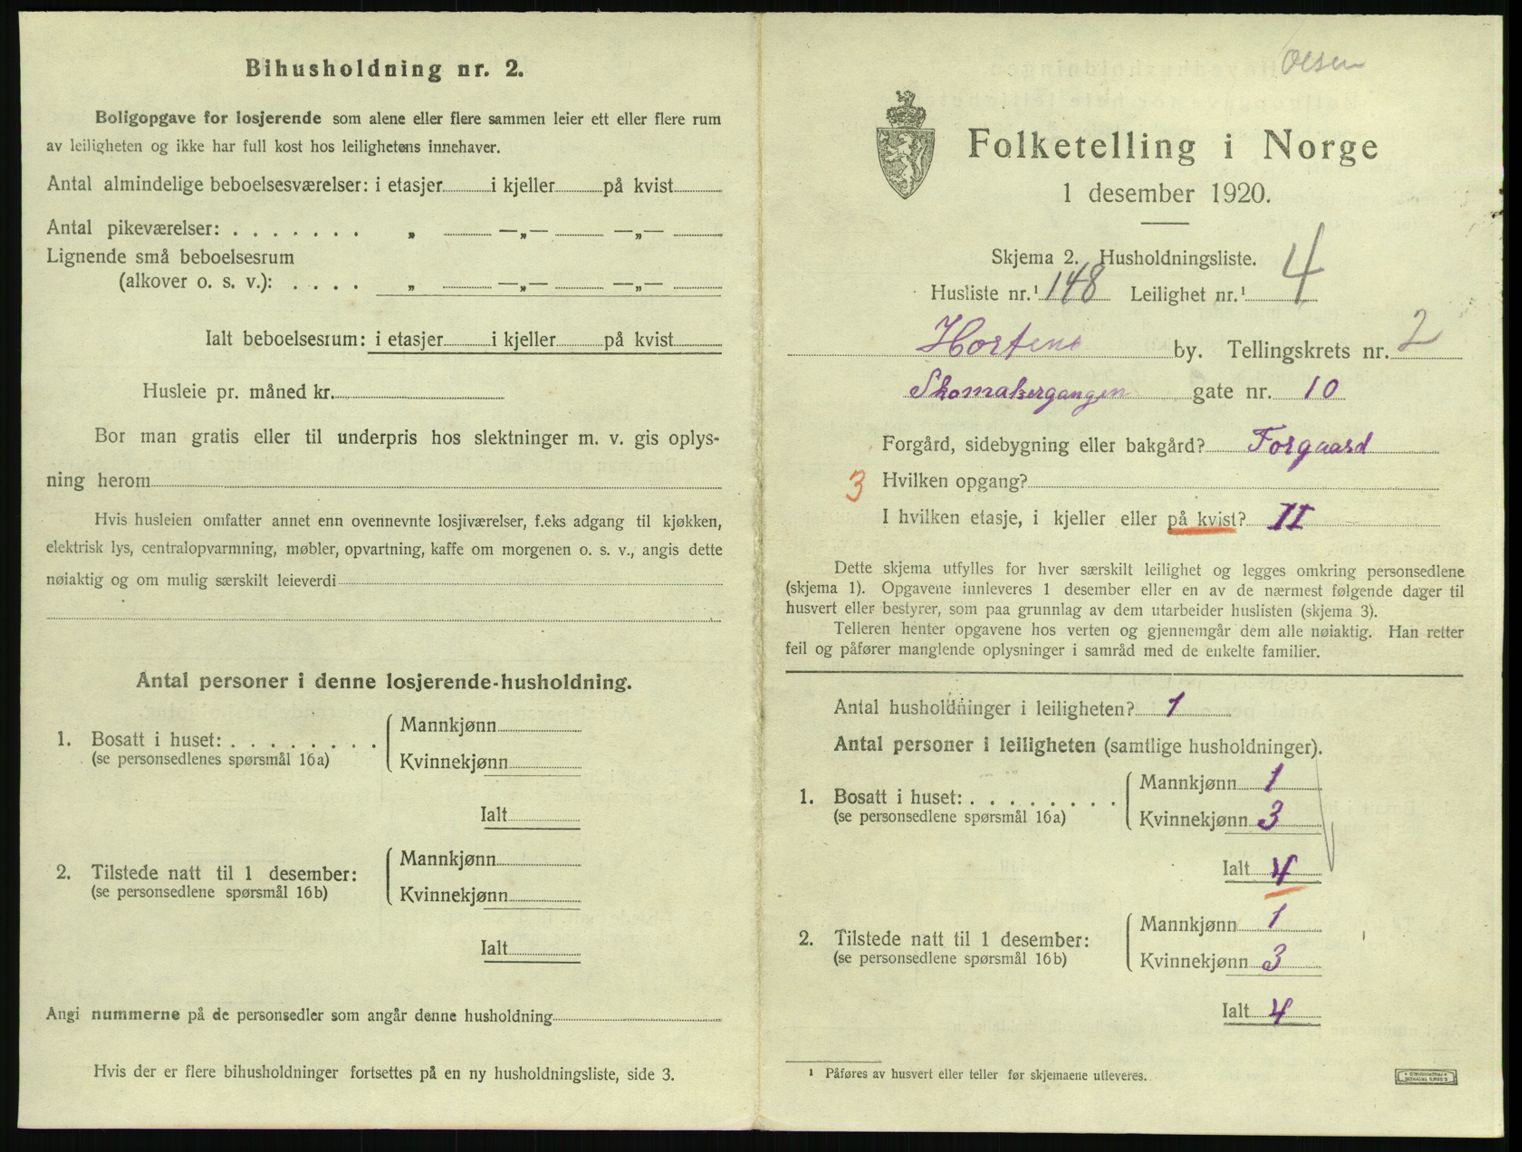 Bihusholdning nr. 2.
Boligopgave for losjerende som alene eller flere sammen leier ett eller flere rum
av leiligheten og ikke har full kost hos leilighetens innehaver.
Antal almindelige beboelsesværelser: i etasjer i kjeller på kvist
Antal pikeværelser: . . . . . . . „ —„— —„—
Lignende små beboelsesrum
(alkover o. s. v.): . . . . „ —„— —„—
Ialt beboelsesrum: i etasjer i kjeller på kvist
Husleie pr. måned kr.
Bor man gratis eller til underpris hos slektninger m. v. gis oplys-
ning herom
Hvis husleien omfatter annet enn ovennevnte losjiværelser, f.eks adgang til kjøkken,
elektrisk lys, centralopvarmning, møbler, opvartning, kaffe om morgenen o. s. v., angis dette
nøiaktig og om mulig særskilt leieverdi
Antal personer i denne losjerende-husholdning.
1. Bosatt i huset: . . . . . . . .
(se personsedlenes spørsmål 16a)
Mannkjønn
Kvinnekjønn
Ialt
2. Tilstede natt til 1 desember:
(se personsedlene spørsmål 16b)
Mannkjønn
Kvinnekjønn
Ialt
Angi nummerne på de personsedler som angår denne husholdning
Hvis der er flere bihusholdninger fortsettes på en ny husholdningsliste, side 3.
Olsen
Folketelling i Norge
1 desember 1920.
Skjema 2. Husholdningsliste.
Husliste nr.¹ 148 Leilighet nr.¹ 4
Hortens by. Tellingskrets nr. 2
Skomakergangen gate nr. 10
Forgård, sidebygning eller bakgård? Forgaard
3 Hvilken opgang?
I hvilken etasje, i kjeller eller på kvist? II
Dette skjema utfylles for hver særskilt leilighet og legges omkring personsedlene
(skjema 1). Opgavene innleveres 1 desember eller en av de nærmest følgende dager til
husvert eller bestyrer, som paa grunnlag av dem utarbeider huslisten (skjema 3).
Telleren henter opgavene hos verten og gjennemgår dem alle nøiaktig. Han retter
feil og påfører manglende oplysninger i samråd med de enkelte familier.
Antal husholdninger i leiligheten? 1
Antal personer i leiligheten (samtlige husholdninger).
1. Bosatt i huset: . . . . . . . .
(se personsedlene spørsmål 16a)
Mannkjønn 1
Kvinnekjønn 3
Ialt 4
2. Tilstede natt til 1 desember:
(se personsedlene spørsmål 16b)
Mannkjønn 1
Kvinnekjønn 3
Ialt 4
¹ Påføres av husvert eller teller før skjemaene utleveres.